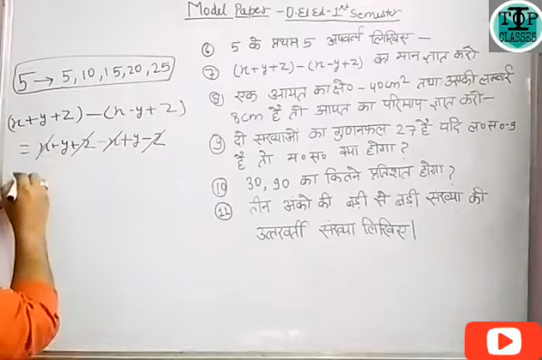 Model Paper - D.El.Ed - 1st Semester
TOP
CLASSES
5 → 5, 10, 15, 20, 25
(x+y+z) - (x-y+z)
= x+y+z-x+y-z
⑥ 5 के प्रथम 5 अपवर्त्य लिखिए -
⑦ (x+y+z) - (x-y+z) का मान ज्ञात करो
⑧ एक आयत का क्षे०- 40cm² तथा उसकी लम्बाई
8cm है तो आयत का परिमाप ज्ञात करो -
⑨ दो संख्याओं का गुणनफल 27 है यदि ल०स०-9
है तो म०स० क्या होगा?
⑩ 30, 90 का कितने प्रतिशत होगा?
⑪ तीन अंको की बड़ी से बड़ी संख्या की
उत्तरवर्ती संख्या लिखिए।